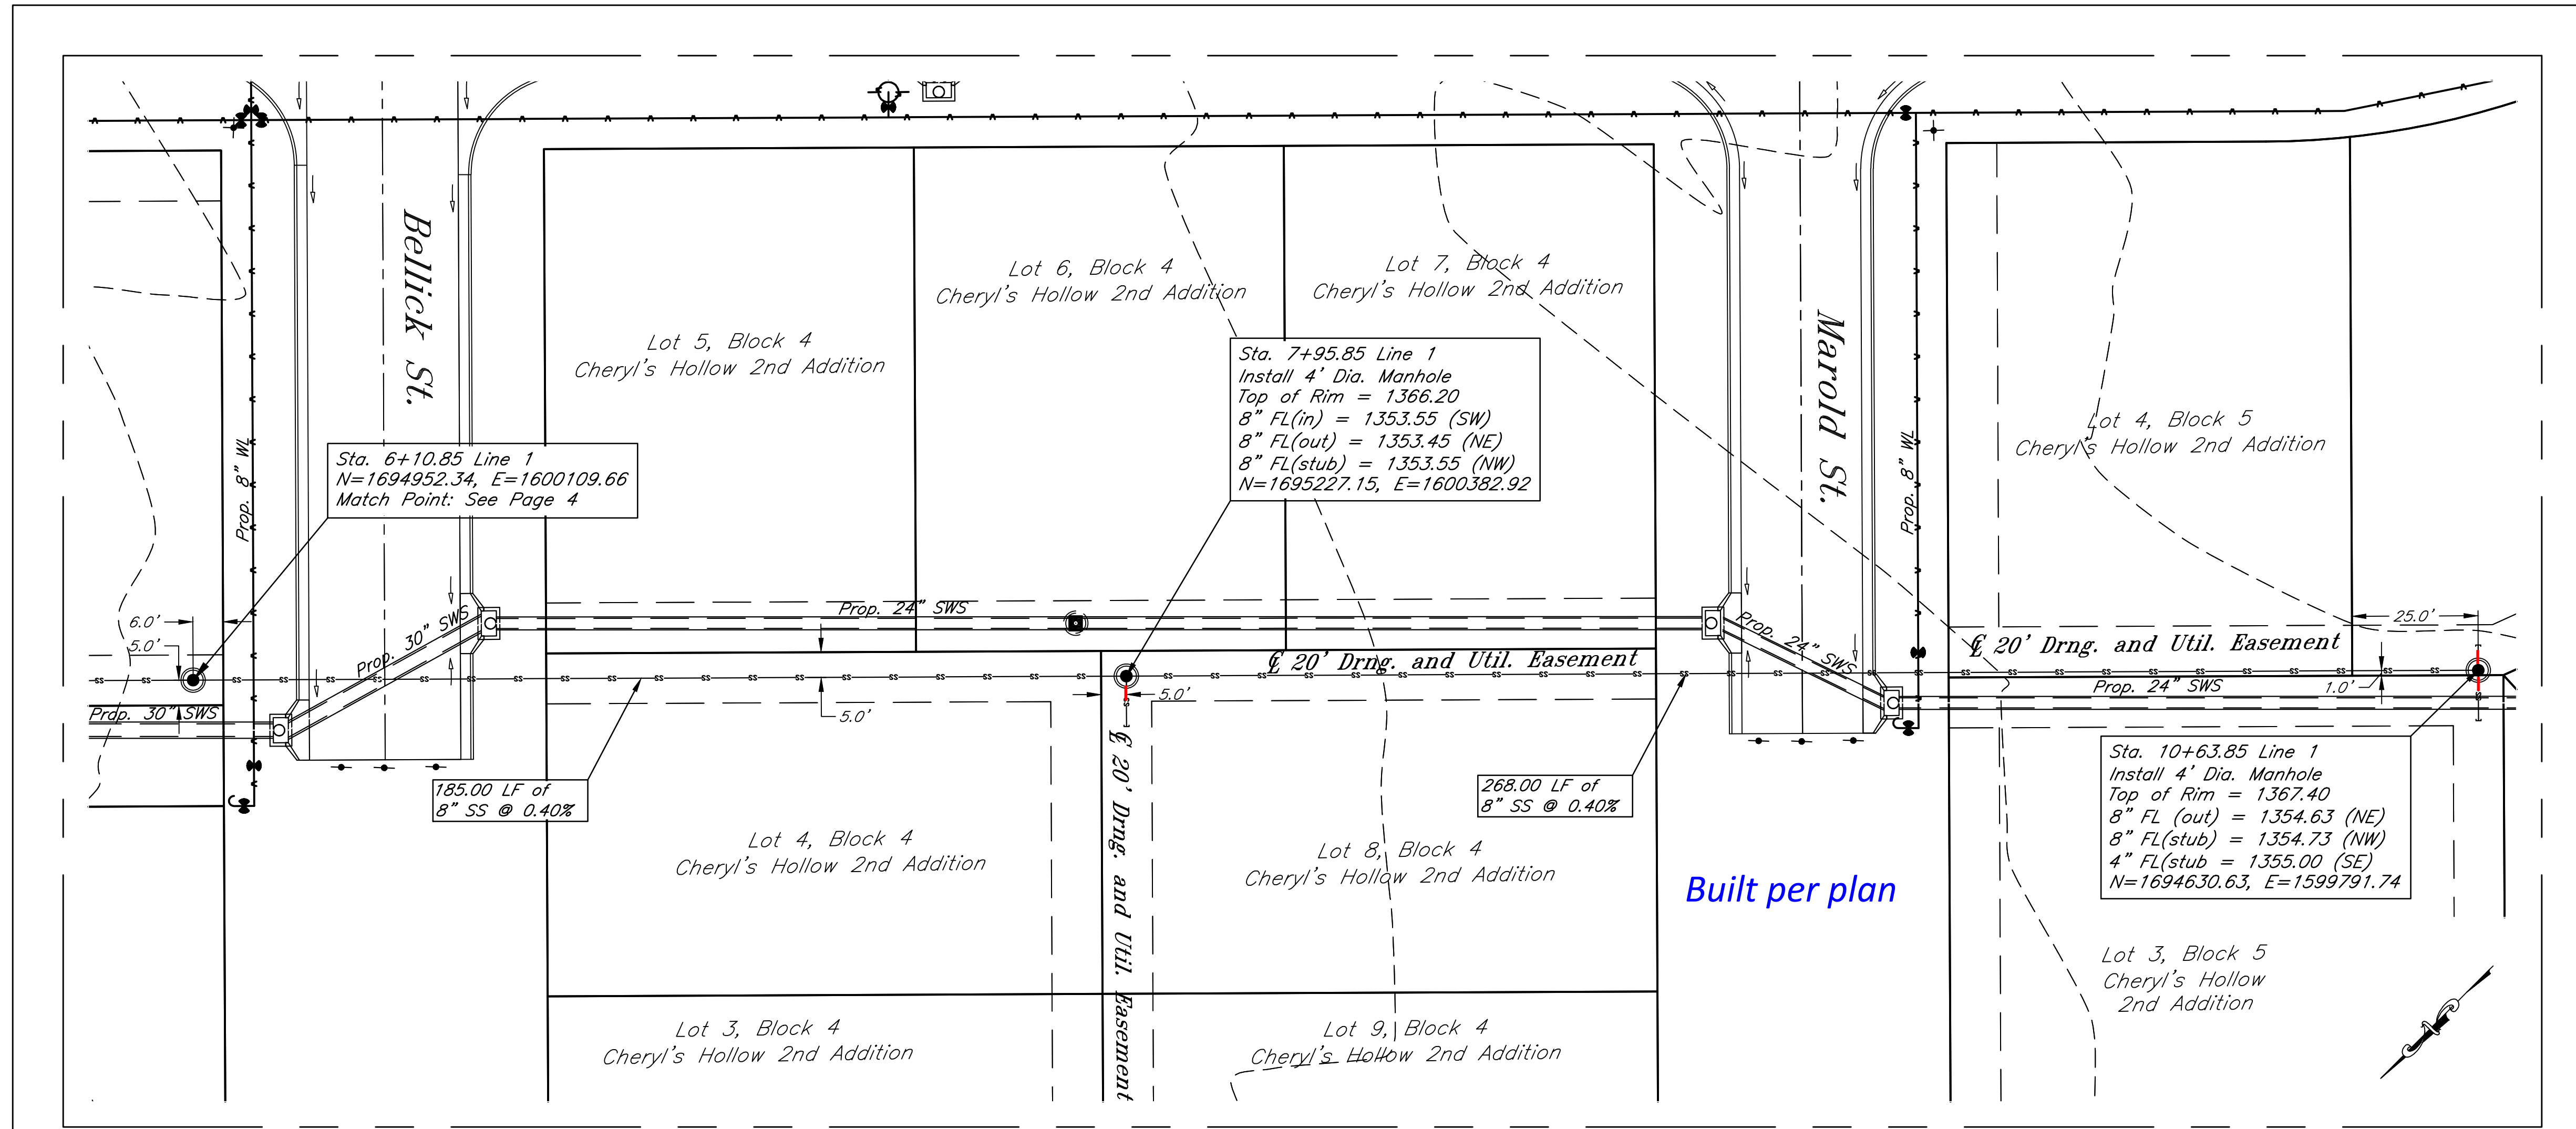 Bellick St.
Marold St.
Lot 6, Block 4
Cheryl's Hollow 2nd Addition
Lot 7, Block 4
Cheryl's Hollow 2nd Addition
Lot 5, Block 4
Cheryl's Hollow 2nd Addition
Sta. 7+95.85 Line 1
Install 4' Dia. Manhole
Top of Rim = 1366.20
8" FL(in) = 1353.55 (SW)
8" FL(out) = 1353.45 (NE)
8" FL(stub) = 1353.55 (NW)
N=1695227.15, E=1600382.92
Lot 4, Block 5
Cheryl's Hollow 2nd Addition
Prop. 8" WL
Sta. 6+10.85 Line 1
N=1694952.34, E=1600109.66
Match Point: See Page 4
Prop. 8" WL
6.0'
5.0'
Prop. 30" SWS
Prop. 30" SWS
Prop. 24" SWS
℄ 20' Drng. and Util. Easement
Prop. 24" SWS
℄ 20' Drng. and Util. Easement
25.0'
Prop. 24" SWS
1.0'
5.0'
5.0'
185.00 LF of
8" SS @ 0.40%
268.00 LF of
8" SS @ 0.40%
℄ 20' Drng. and Util. Easement
Sta. 10+63.85 Line 1
Install 4' Dia. Manhole
Top of Rim = 1367.40
8" FL (out) = 1354.63 (NE)
8" FL(stub) = 1354.73 (NW)
4" FL(stub = 1355.00 (SE)
N=1694630.63, E=1599791.74
Lot 4, Block 4
Cheryl's Hollow 2nd Addition
Lot 8, Block 4
Cheryl's Hollow 2nd Addition
Built per plan
Lot 3, Block 5
Cheryl's Hollow
2nd Addition
Lot 3, Block 4
Cheryl's Hollow 2nd Addition
Lot 9, Block 4
Cheryl's Hollow 2nd Addition